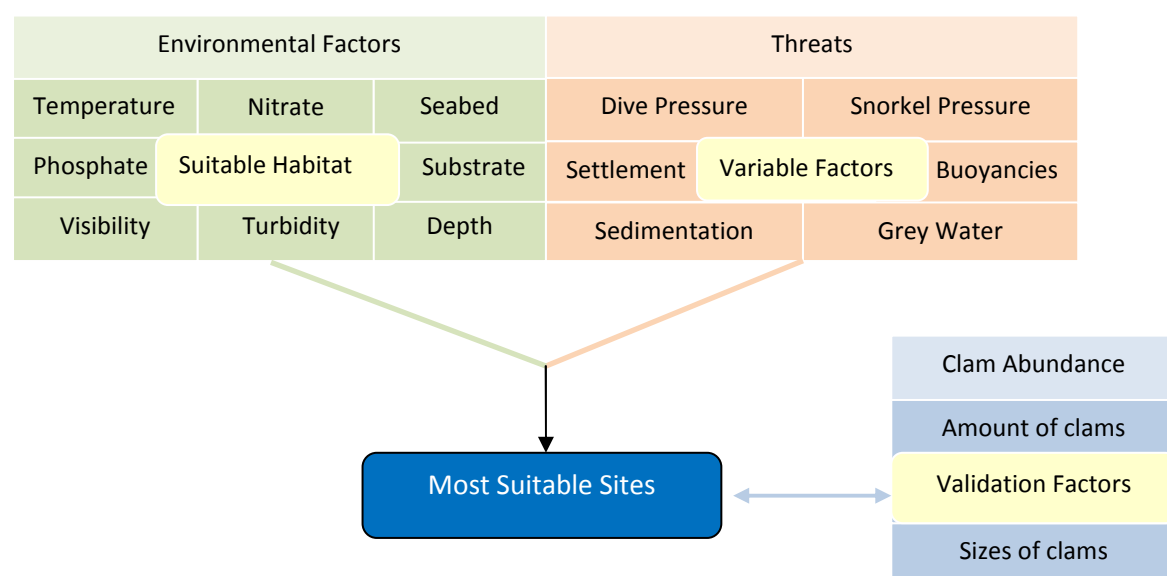 Environmental Factors
Threats
Temperature
Nitrate
Seabed
Dive Pressure
Snorkel Pressure
Phosphate
Suitable Habitat
Substrate
Settlement
Variable Factors
Buoyancies
Visibility
Turbidity
Depth
Sedimentation
Grey Water
Clam Abundance
Amount of clams
Most Suitable Sites
Validation Factors
Sizes of clams